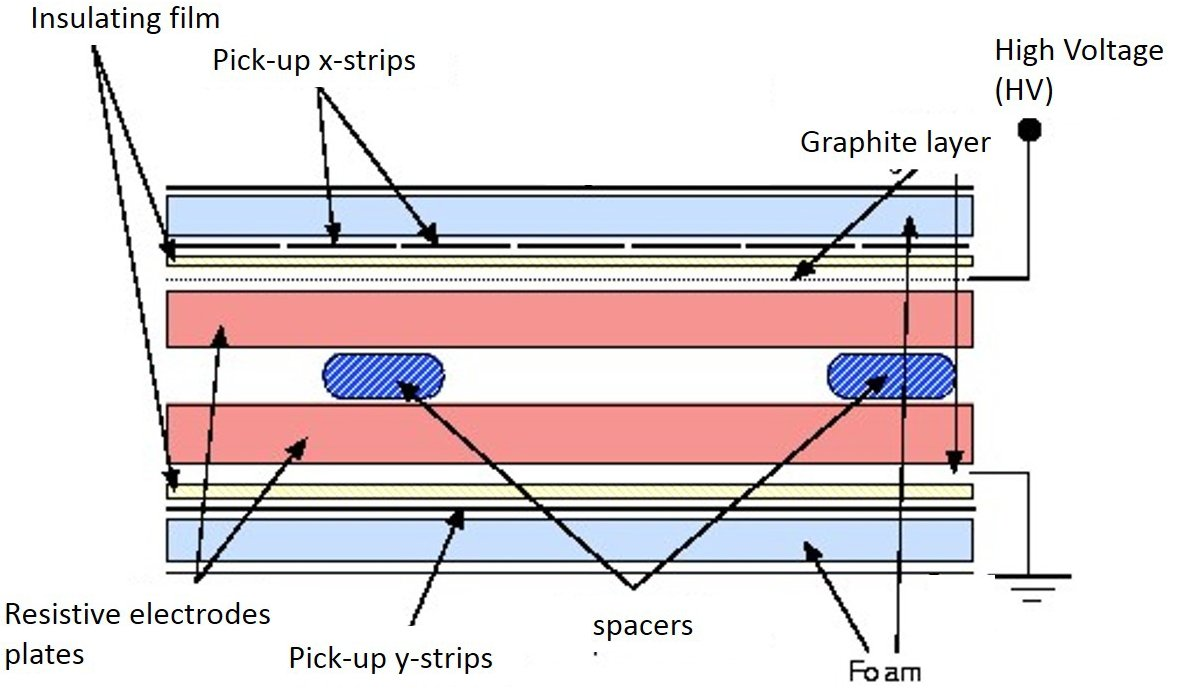 Insulating film
Pick-up x-strips
High Voltage
(HV)
Graphite layer
Resistive electrodes
plates
Pick-up y-strips
spacers
Foam